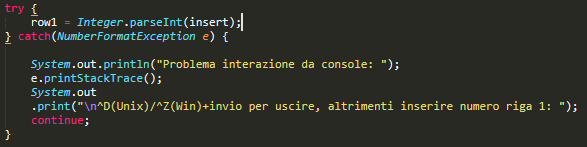 try {
row1 = Integer.parseInt(insert);
} catch(NumberFormatException e) {
System.out.println("Problema interazione da console: ");
e.printStackTrace();
System.out
.print("\n^D(Unix)/^Z(Win)+invio per uscire, altrimenti inserire numero riga 1: ");
continue;
}